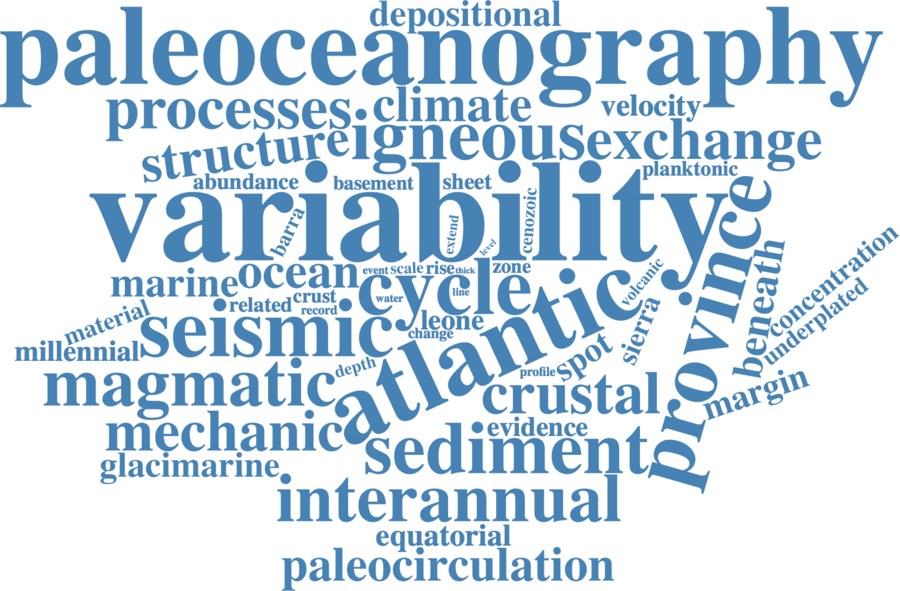 depositional
paleoceanography
processes
climate
velocity
structure
igneous
exchange
planktonic
abundance
basement
sheet
variability
barra
extend
level
cenozoic
province
marine
ocean
event
scale
rise
thick
zone
cycle
volcanic
beneath
concentration
underplated
material
related
crust
record
water
line
millennial
seismic
leone
change
atlantic
sierra
magmatic
depth
profile
spot
crustal
margin
mechanic
evidence
sediment
glacimarine
interannual
equatorial
paleocirculation